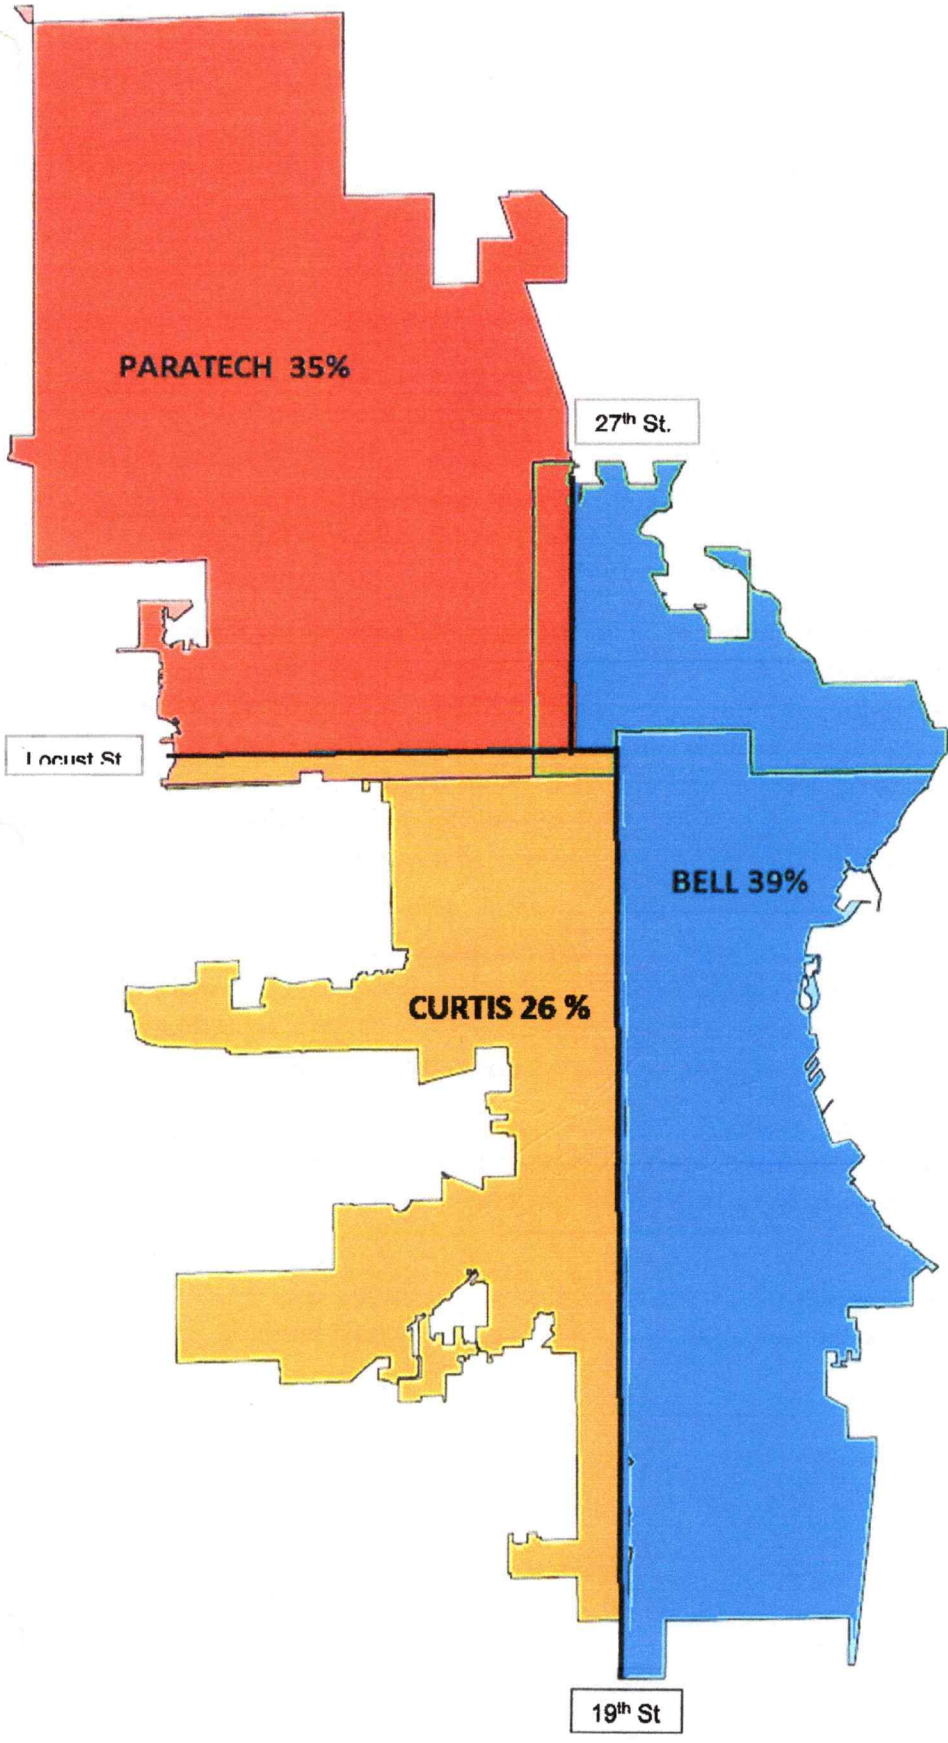 PARATECH 35%
27th St.
Locust St
BELL 39%
CURTIS 26 %
19th St